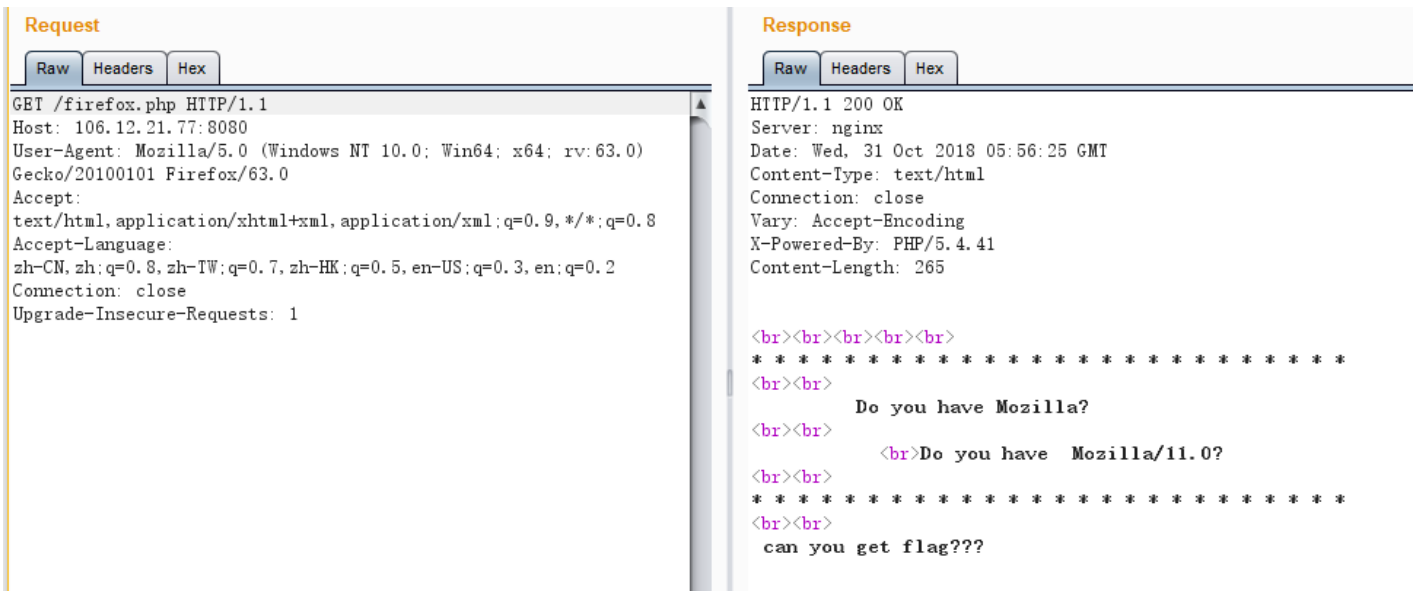 Request
Raw Headers Hex
GET /firefox.php HTTP/1.1
Host: 106.12.21.77:8080
User-Agent: Mozilla/5.0 (Windows NT 10.0; Win64; x64; rv:63.0)
Gecko/20100101 Firefox/63.0
Accept:
text/html,application/xhtml+xml,application/xml;q=0.9,*/*;q=0.8
Accept-Language:
zh-CN,zh;q=0.8,zh-TW;q=0.7,zh-HK;q=0.5,en-US;q=0.3,en;q=0.2
Connection: close
Upgrade-Insecure-Requests: 1
Response
Raw Headers Hex
HTTP/1.1 200 OK
Server: nginx
Date: Wed, 31 Oct 2018 05:56:25 GMT
Content-Type: text/html
Connection: close
Vary: Accept-Encoding
X-Powered-By: PHP/5.4.41
Content-Length: 265
<br><br><br><br><br>
* * * * * * * * * * * * * * * * * * * * * * * * * *
<br><br>
Do you have Mozilla?
<br><br>
<br>Do you have  Mozilla/11.0?
<br><br>
* * * * * * * * * * * * * * * * * * * * * * * * * *
<br><br>
can you get flag???